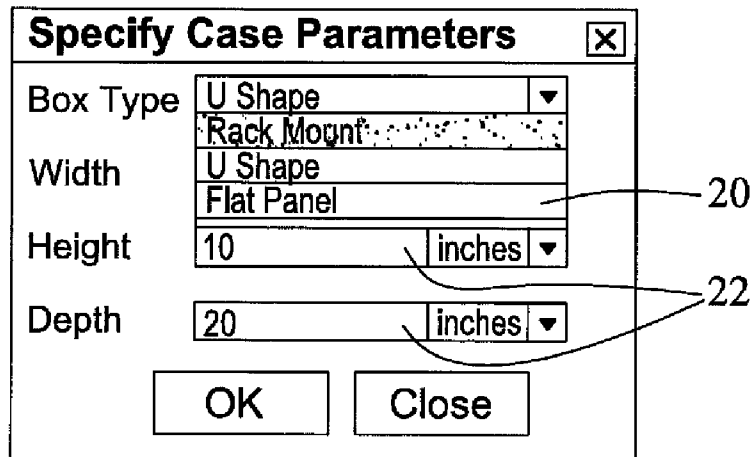 Specify Case Parameters
Box Type U Shape
Rack Mount
Width U Shape
Flat Panel 20
Height 10 inches
22
Depth 20 inches
OK Close